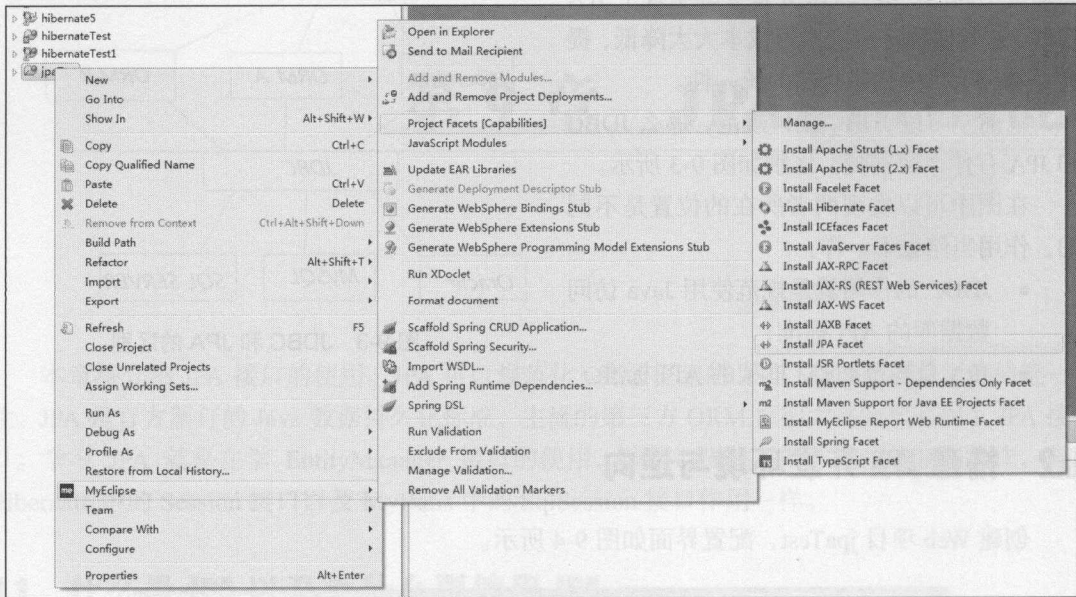 hibernate5
hibernateTest
hibernateTest1
New
Go Into
Show In Alt+Shift+W
Copy Ctrl+C
Copy Qualified Name
Paste Ctrl+V
Delete Delete
Remove from Context Ctrl+Alt+Shift+Down
Build Path
Refactor Alt+Shift+T
Import
Export
Refresh F5
Close Project
Close Unrelated Projects
Assign Working Sets...
Run As
Debug As
Profile As
Restore from Local History...
MyEclipse
Team
Compare With
Configure
Properties Alt+Enter
Open in Explorer
Send to Mail Recipient
Add and Remove Modules...
Add and Remove Project Deployments...
Project Facets [Capabilities]
JavaScript Modules
Update EAR Libraries
Generate Deployment Descriptor Stub
Generate WebSphere Bindings Stub
Generate WebSphere Extensions Stub
Generate WebSphere Programming Model Extensions Stub
Run XDoclet
Format document
Scaffold Spring CRUD Application...
Scaffold Spring Security...
Import WSDL...
Add Spring Runtime Dependencies...
Spring DSL
Run Validation
Exclude From Validation
Manage Validation...
Remove All Validation Markers
Manage...
Install Apache Struts (1.x) Facet
Install Apache Struts (2.x) Facet
Install Facelet Facet
Install Hibernate Facet
Install ICEfaces Facet
Install JavaServer Faces Facet
Install JAX-RPC Facet
Install JAX-RS (REST Web Services) Facet
Install JAX-WS Facet
Install JAXB Facet
Install JPA Facet
Install JSR Portlets Facet
Install Maven Support - Dependencies Only Facet
Install Maven Support for Java EE Projects Facet
Install MyEclipse Report Web Runtime Facet
Install Spring Facet
Install TypeScript Facet
创建 Web 项目 jpaTest，配置界面如图 9-4 所示。